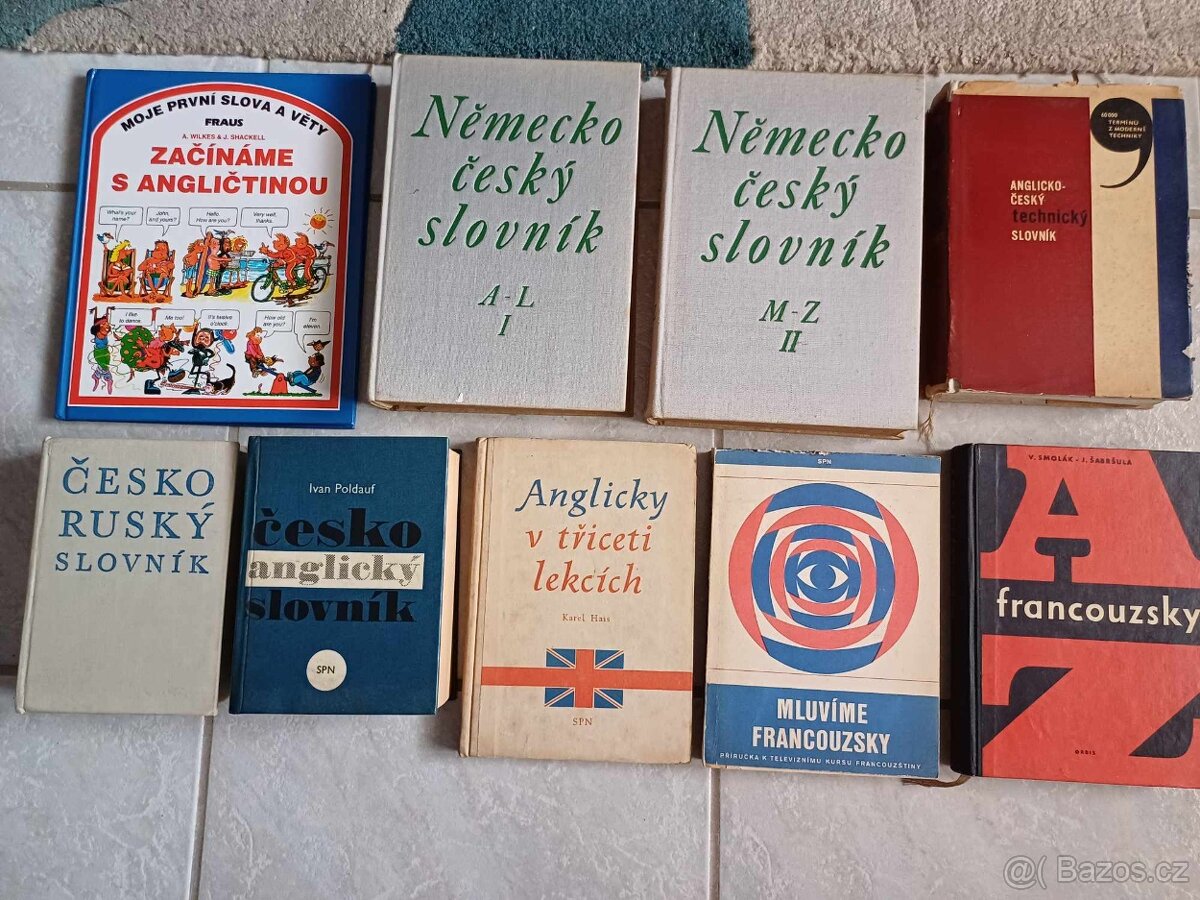 MOJE PRVNÍ SLOVA A VĚTY
FRAUS
A. WILKES & J. SHACKELL
ZAČÍNÁME
S ANGLIČTINOU
What's your
name?
John,
and yours?
Hello.
How are you?
Very well,
thanks.
I like
to dance.
Me too!
It's twelve
o'clock.
How old
are you?
I'm
eleven.
Německo
český
slovník
A-L
I
Německo
český
slovník
M-Z
II
60 000
TERMÍNŮ
Z MODERNÍ
TECHNIKY
ANGLICKO-
ČESKÝ
technický
SLOVNÍK
ČESKO
RUSKÝ
SLOVNÍK
Ivan Poldauf
česko
anglický
slovník
SPN
Anglicky
v třiceti
lekcích
Karel Hais
SPN
SPN
MLUVÍME
FRANCOUZSKY
PŘÍRUČKA K TELEVIZNÍMU KURSU FRANCOUZŠTINY
V. SMOLÁK - J. ŠABRŠULA
A
francouzsky
Z
ORBIS
Bazos.cz